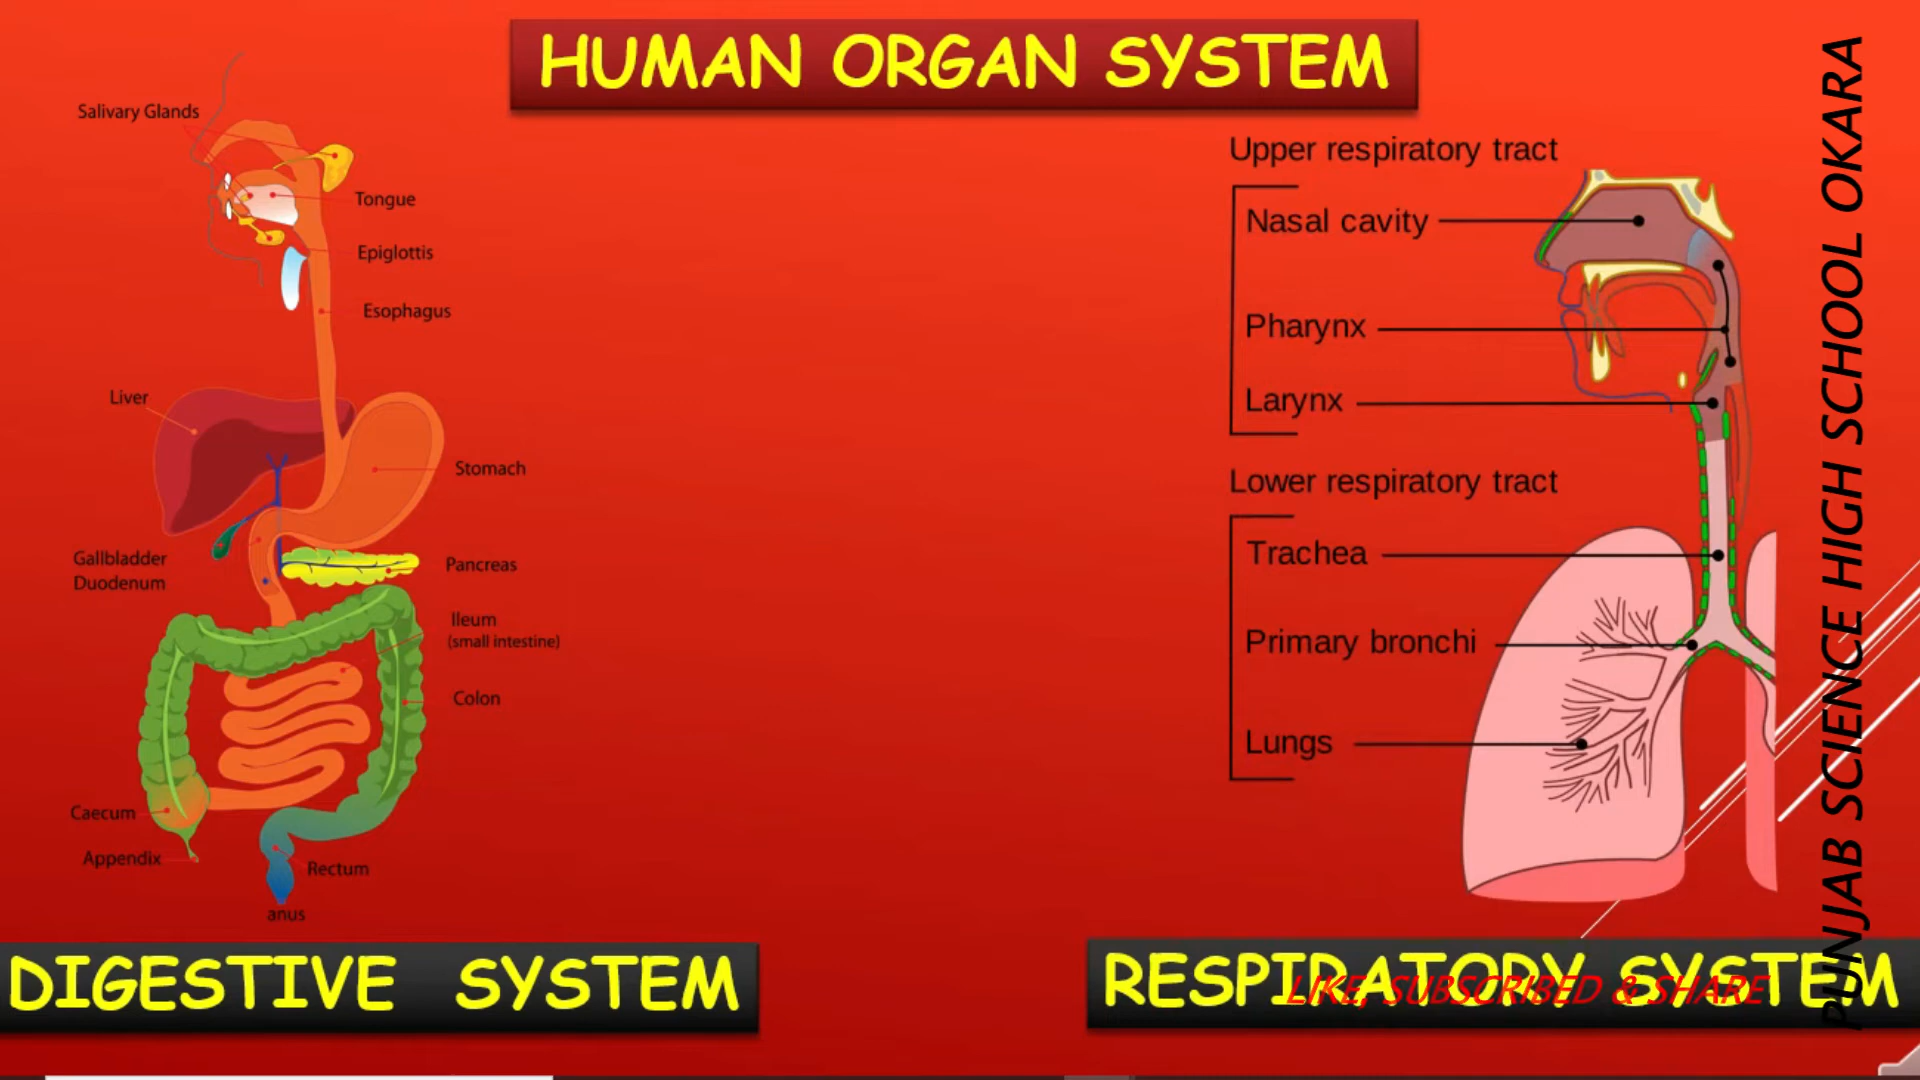 HUMAN ORGAN SYSTEM
Salivary Glands
Tongue
Epiglottis
Esophagus
Liver
Stomach
Gallbladder
Duodenum
Pancreas
Ileum
(small intestine)
Colon
Caecum
Appendix
Rectum
anus
DIGESTIVE SYSTEM
Upper respiratory tract
Nasal cavity
Pharynx
Larynx
Lower respiratory tract
Trachea
Primary bronchi
Lungs
RESPIRATORY SYSTEM
LIKE, SUBSCRIBED & SHARE
PUNJAB SCIENCE HIGH SCHOOL OKARA